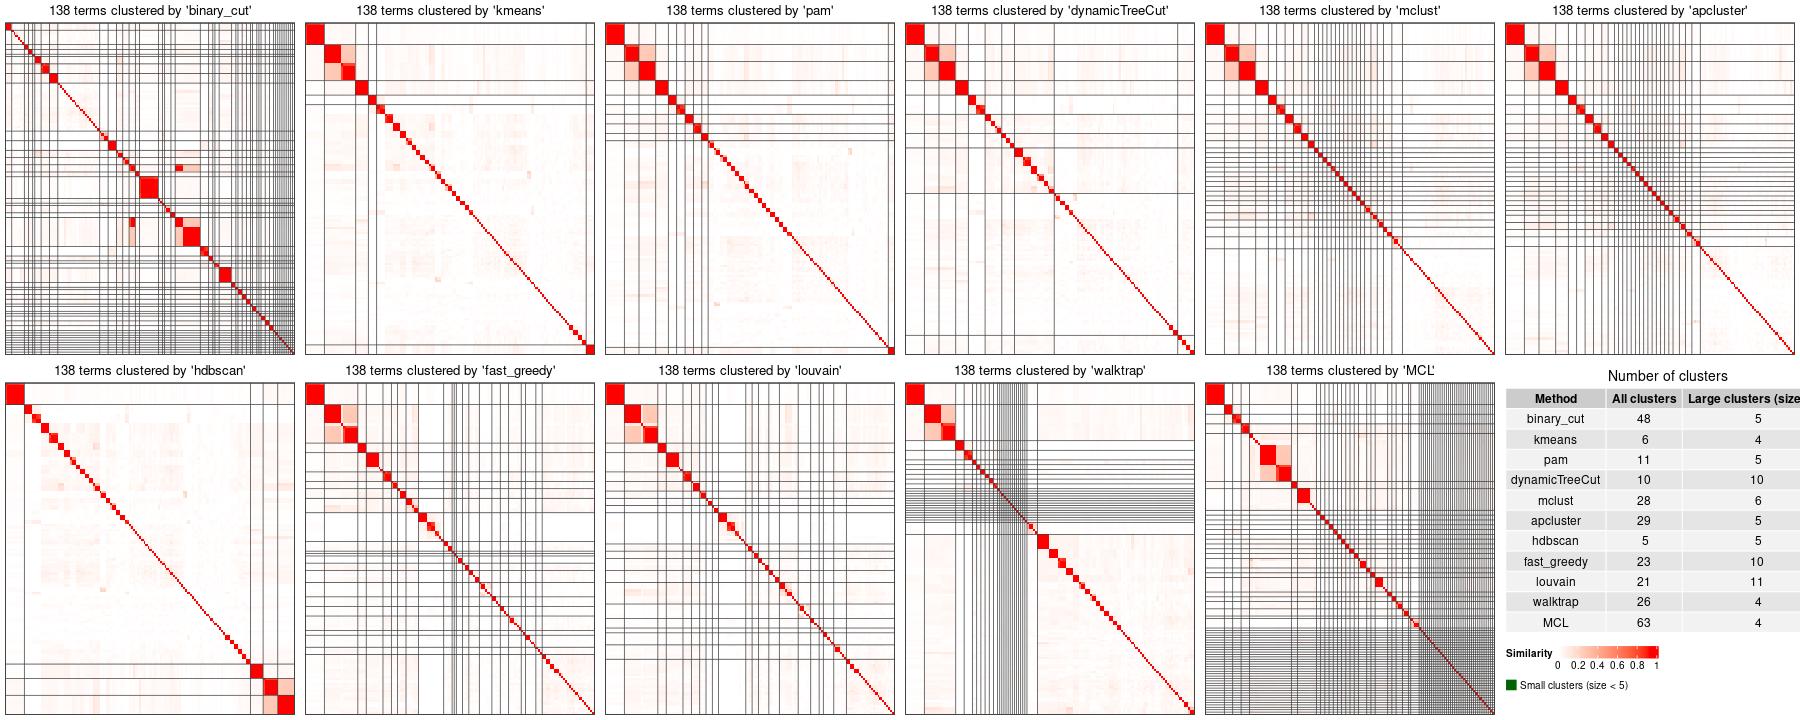 138 terms clustered by 'binary_cut'
138 terms clustered by 'kmeans'
138 terms clustered by 'pam'
138 terms clustered by 'dynamicTreeCut'
138 terms clustered by 'mclust'
138 terms clustered by 'apcluster'
138 terms clustered by 'hdbscan'
138 terms clustered by 'fast_greedy'
138 terms clustered by 'louvain'
138 terms clustered by 'walktrap'
138 terms clustered by 'MCL'
Number of clusters
Method All clusters Large clusters (size
binary_cut 48 5
kmeans 6 4
pam 11 5
dynamicTreeCut 10 10
mclust 28 6
apcluster 29 5
hdbscan 5 5
fast_greedy 23 10
louvain 21 11
walktrap 26 4
MCL 63 4
Similarity
0 0.2 0.4 0.6 0.8 1
Small clusters (size < 5)